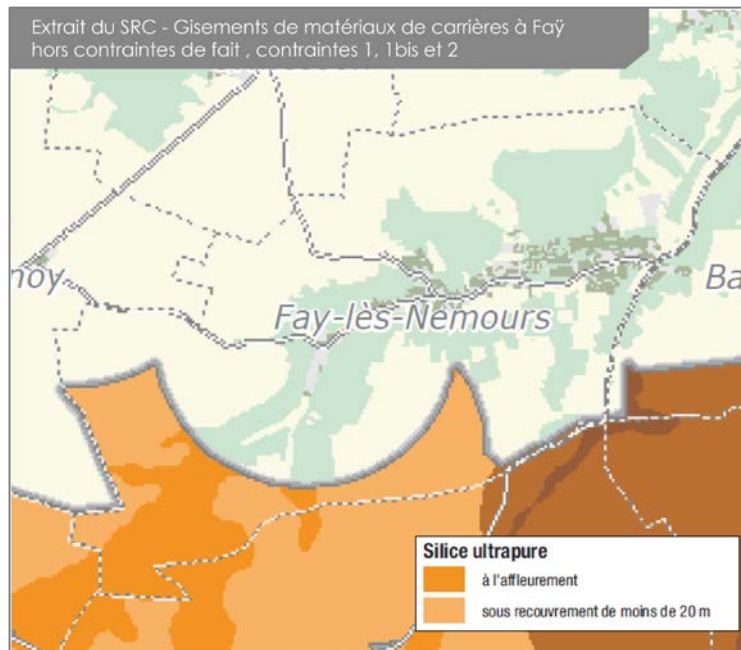 Extrait du SRC - Gisements de matériaux de carrières à Faÿ
hors contraintes de fait , contraintes 1, 1bis et 2
noy
Ba
Fay-lès-Nemours
Silice ultrapure
à l'affleurement
sous recouvrement de moins de 20 m